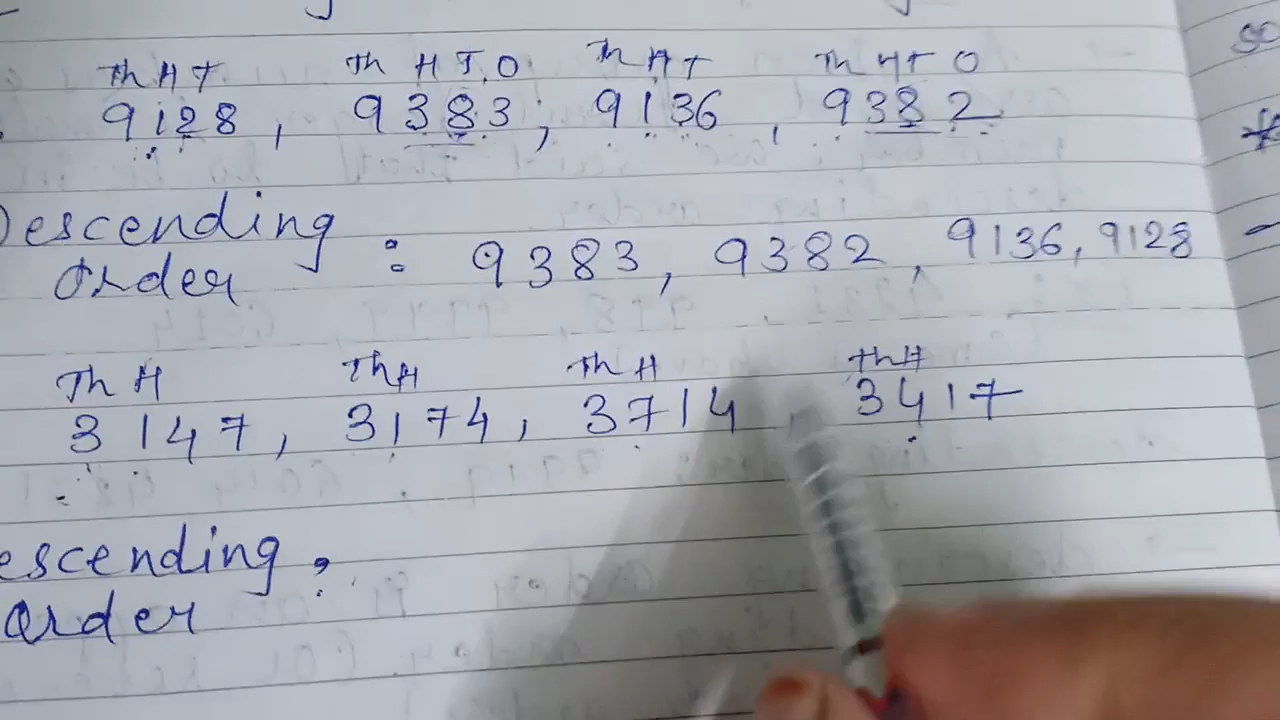 Th H T Th H T O Th H T Th H T O
9128, 9383, 9136, 9382
Descending : 9383, 9382, 9136, 9128
Order
Th H Th H Th H Th H
3147, 3174, 3714, 3417
escending :
Order